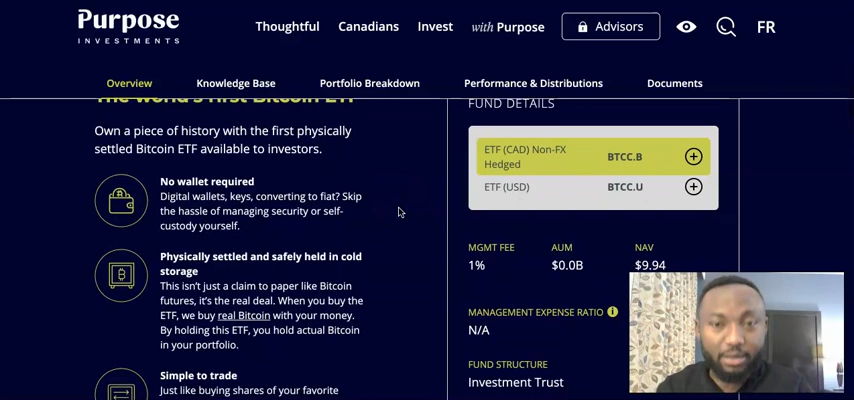 Purpose
INVESTMENTS
Thoughtful Canadians Invest with Purpose Advisors FR
Overview Knowledge Base Portfolio Breakdown Performance & Distributions Documents
The world's first Bitcoin ETF
Own a piece of history with the first physically
settled Bitcoin ETF available to investors.
No wallet required
Digital wallets, keys, converting to fiat? Skip
the hassle of managing security or self-
custody yourself.
Physically settled and safely held in cold
storage
This isn't just a claim to paper like Bitcoin
futures, it's the real deal. When you buy the
ETF, we buy real Bitcoin with your money.
By holding this ETF, you hold actual Bitcoin
in your portfolio.
Simple to trade
Just like buying shares of your favorite
FUND DETAILS
ETF (CAD) Non-FX
Hedged
BTCC.B
ETF (USD) BTCC.U
MGMT FEE AUM NAV
1% $0.0B $9.94
MANAGEMENT EXPENSE RATIO
N/A
FUND STRUCTURE
Investment Trust